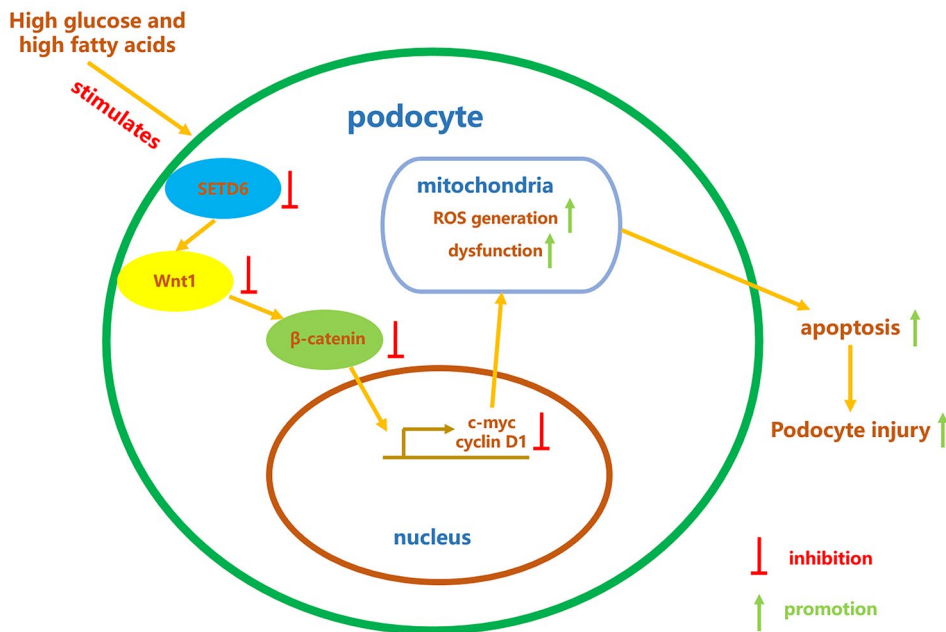 High glucose and
high fatty acids
stimulates
podocyte
SETD6
mitochondria
ROS generation
dysfunction
Wnt1
β-catenin
apoptosis
c-myc
cyclin D1
Podocyte injury
nucleus
inhibition
promotion